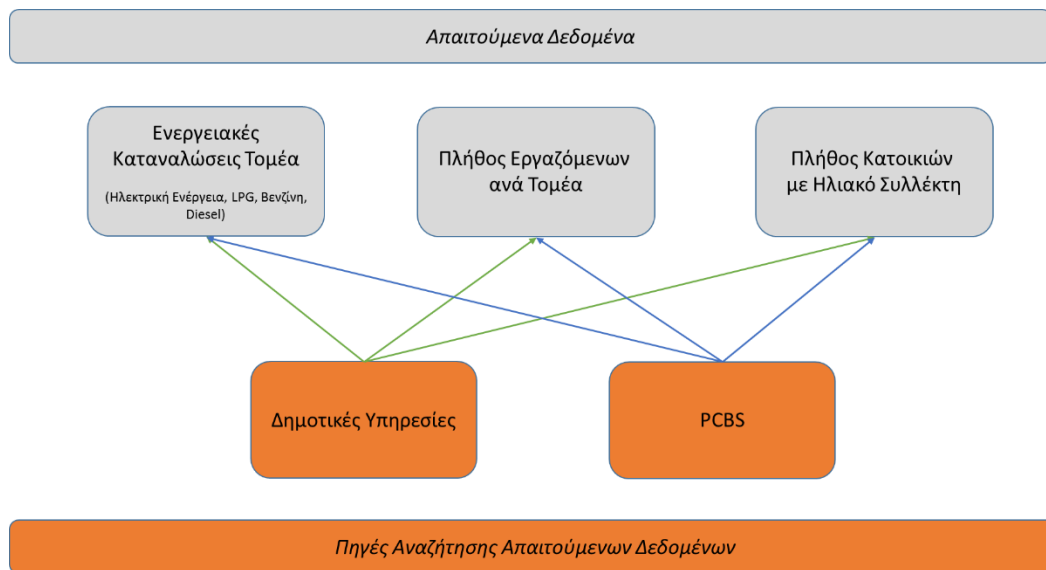 Απαιτούμενα Δεδομένα
Ενεργειακές
Καταναλώσεις Τομέα
(Ηλεκτρική Ενέργεια, LPG, Βενζίνη,
Diesel)
Πλήθος Εργαζόμενων
ανά Τομέα
Πλήθος Κατοικιών
με Ηλιακό Συλλέκτη
Δημοτικές Υπηρεσίες
PCBS
Πηγές Αναζήτησης Απαιτούμενων Δεδομένων